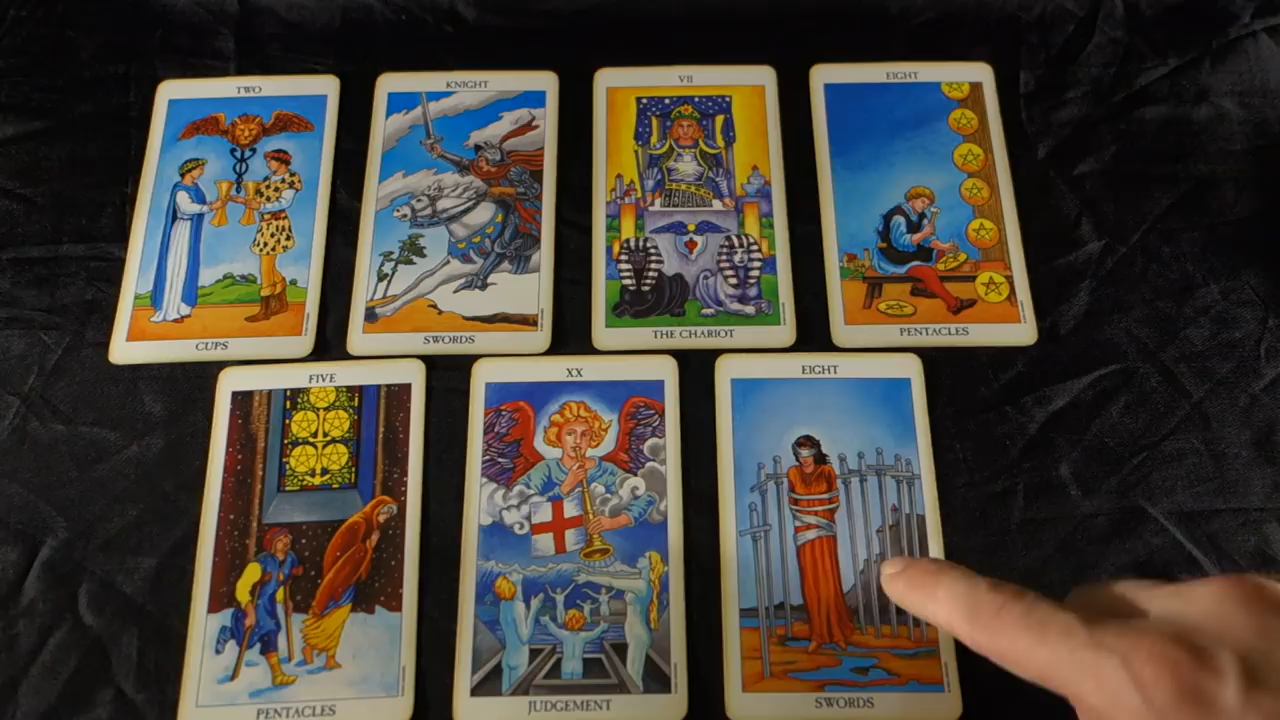 TWO
CUPS
KNIGHT
SWORDS
VII
THE CHARIOT
EIGHT
PENTACLES
FIVE
PENTACLES
XX
JUDGEMENT
EIGHT
SWORDS